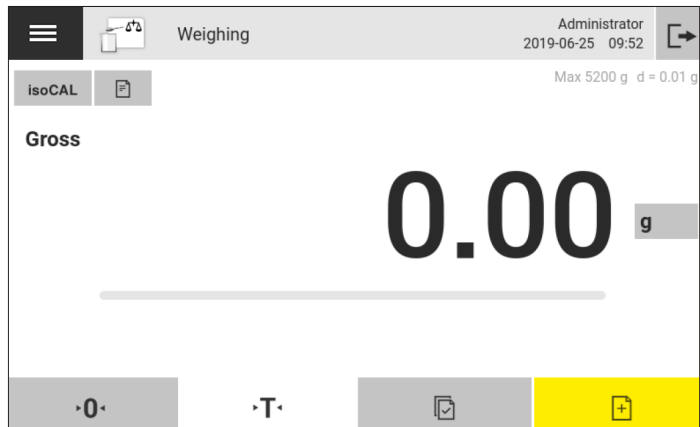 Weighing
Administrator
2019-06-25 09:52
Max 5200 g d = 0.01 g
isoCAL
Gross
0.00 g
0
T